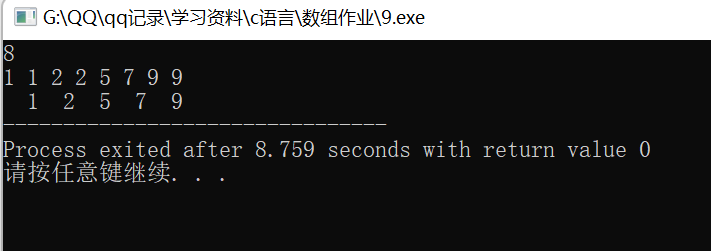 G:\QQ\qq记录\学习资料\c语言\数组作业\9.exe
8
1 1 2 2 5 7 9 9
  1  2  5  7  9
--------------------------------
Process exited after 8.759 seconds with return value 0
请按任意键继续. . .